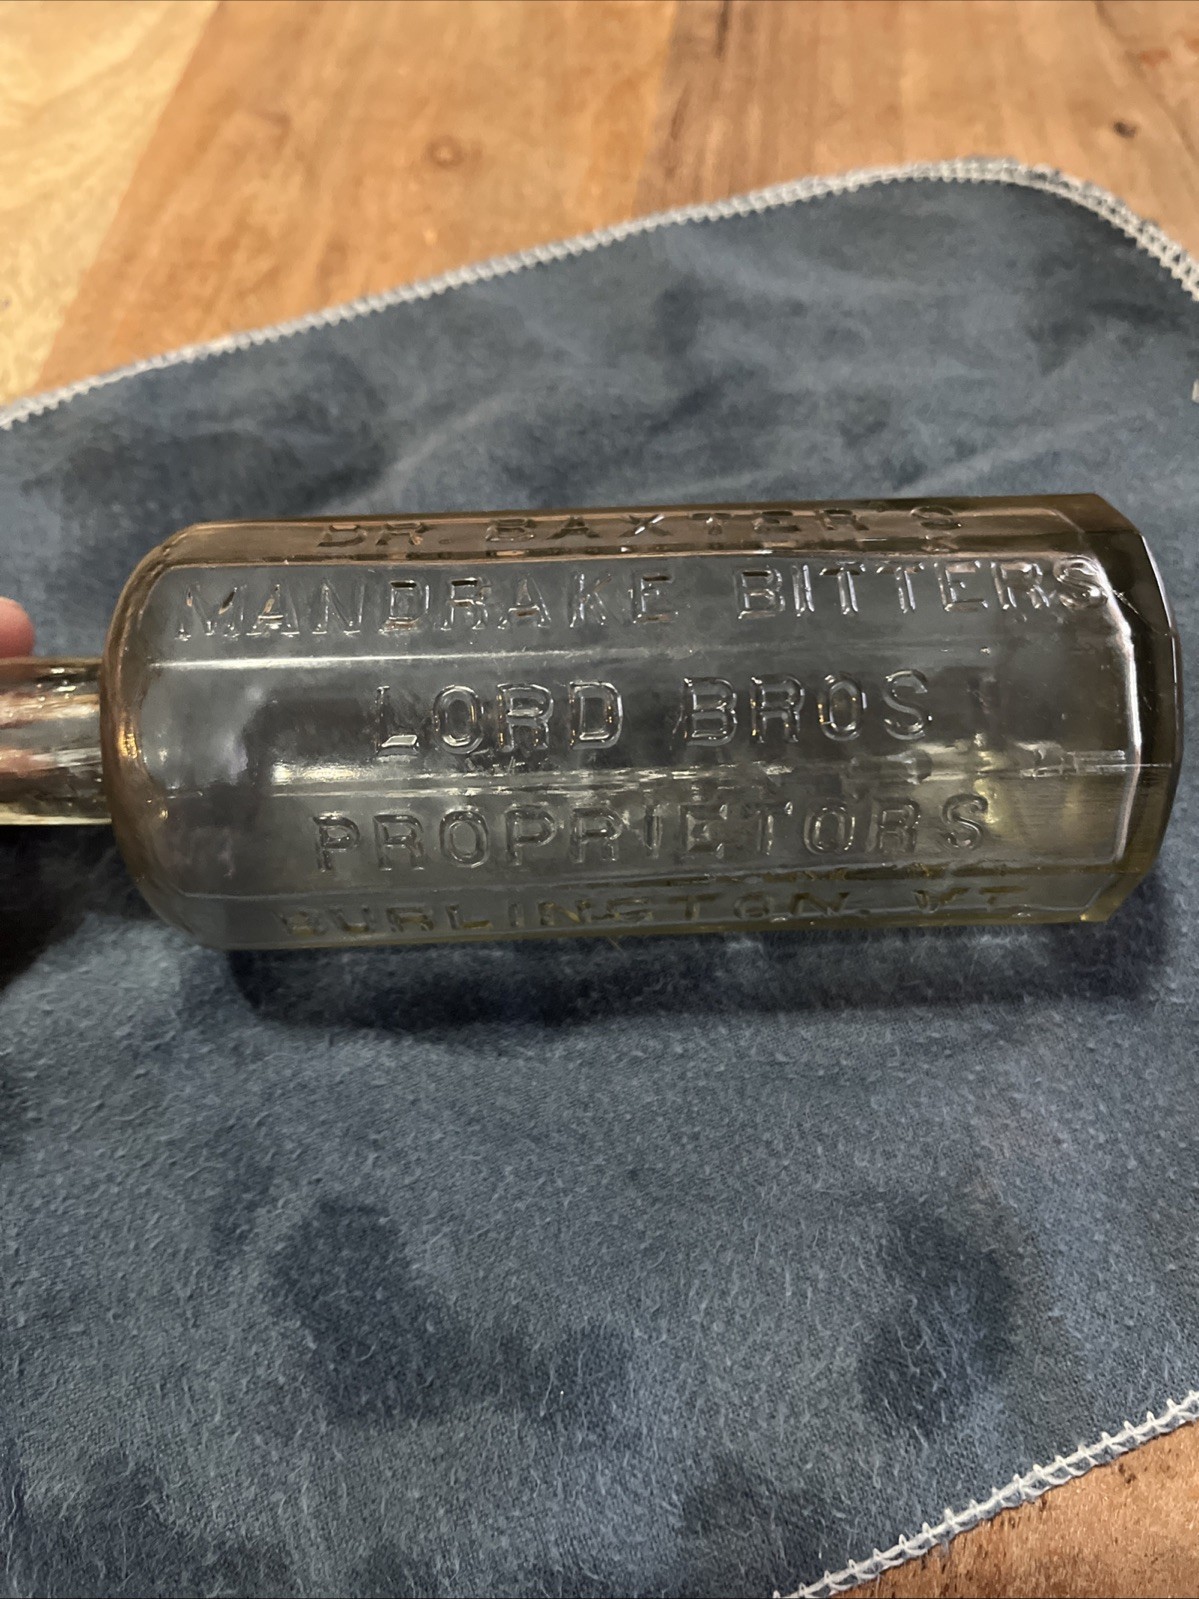 DR. BAXTER'S
MANDRAKE BITTERS
LORD BROS
PROPRIETORS
BURLINGTON, VT.